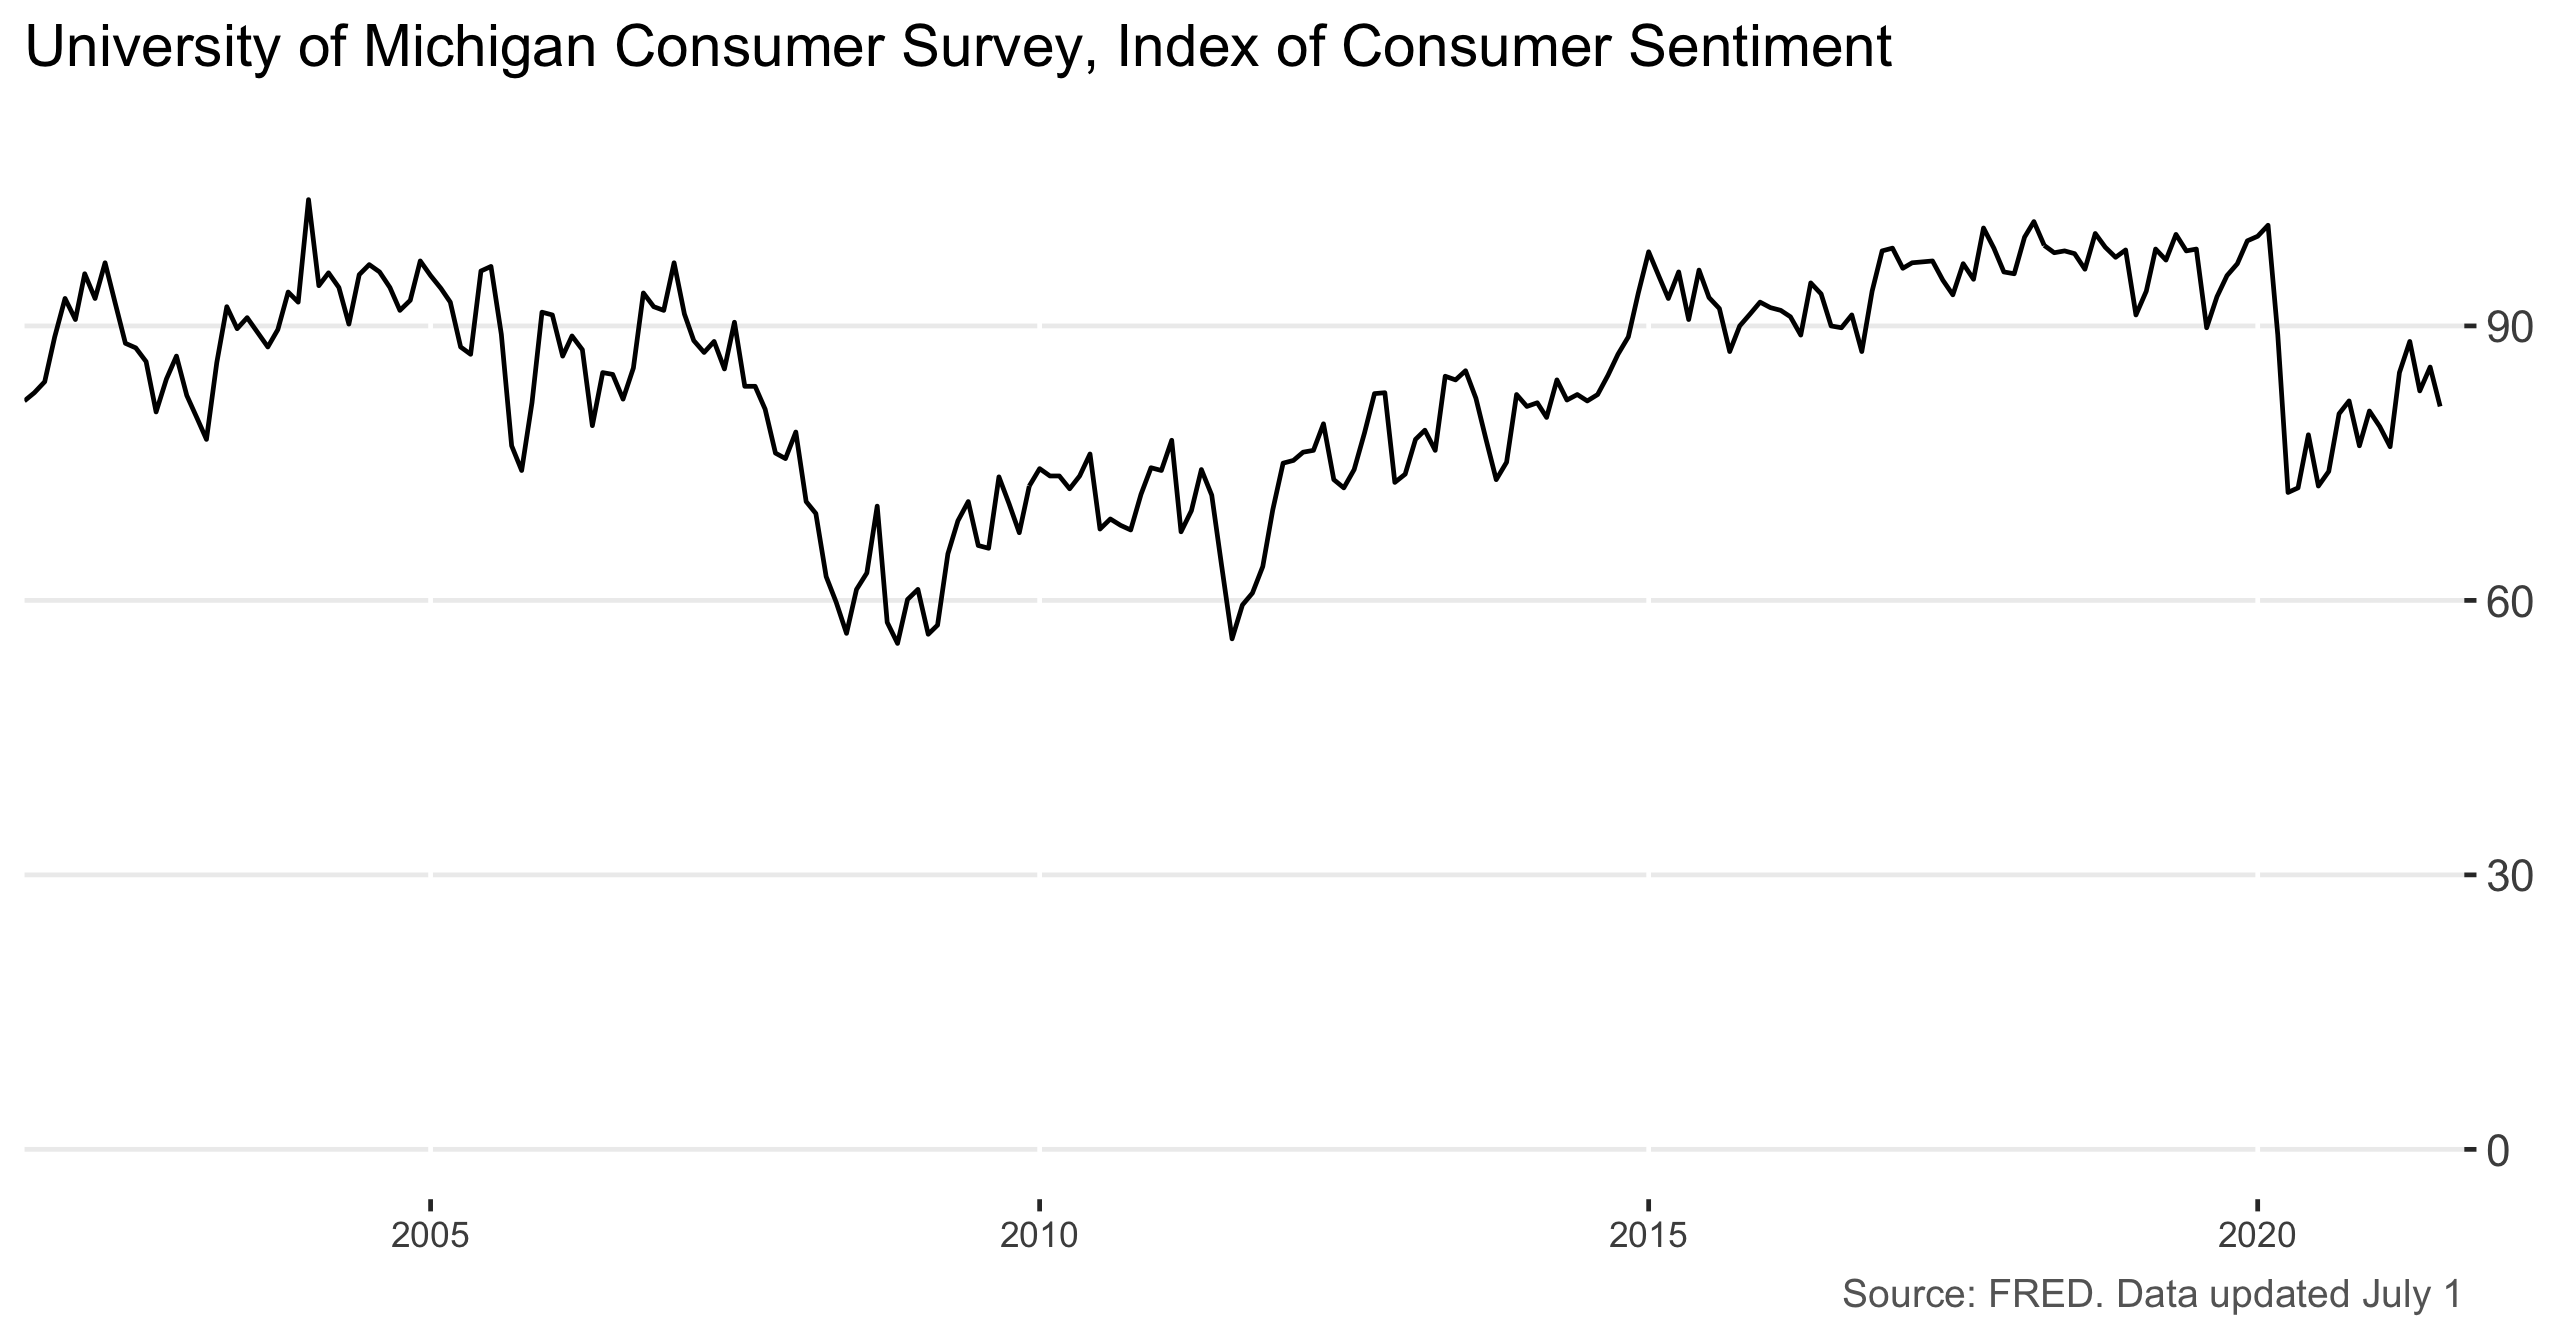 University of Michigan Consumer Survey, Index of Consumer Sentiment
90
60
30
0
2005 2010 2015 2020
Source: FRED. Data updated July 1